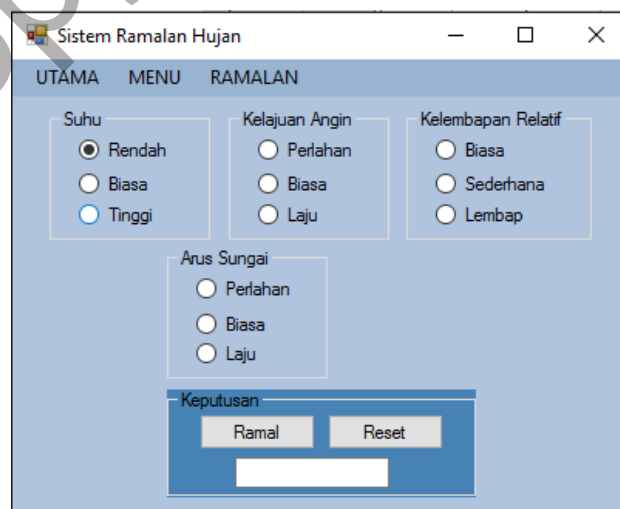 Sistem Ramalan Hujan
UTAMA MENU RAMALAN
Suhu
Rendah
Biasa
Tinggi
Kelajuan Angin
Perlahan
Biasa
Laju
Kelembapan Relatif
Biasa
Sederhana
Lembap
Arus Sungai
Perlahan
Biasa
Laju
Keputusan
Ramal Reset